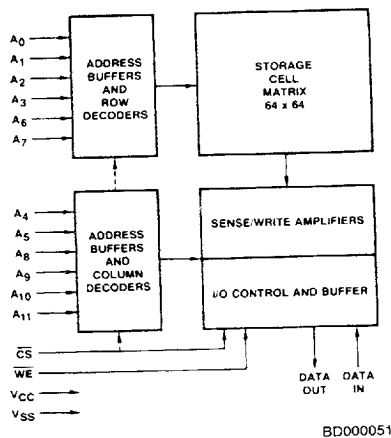 A0
A1
A2
A3
A6
A7
ADDRESS
BUFFERS
AND
ROW
DECODERS
STORAGE
CELL
MATRIX
64 x 64
A4
A5
A8
A9
A10
A11
ADDRESS
BUFFERS
AND
COLUMN
DECODERS
SENSE/WRITE AMPLIFIERS
I/O CONTROL AND BUFFER
C̅S̅
W̅E̅
VCC
VSS
DATA
OUT
DATA
IN
BD000051